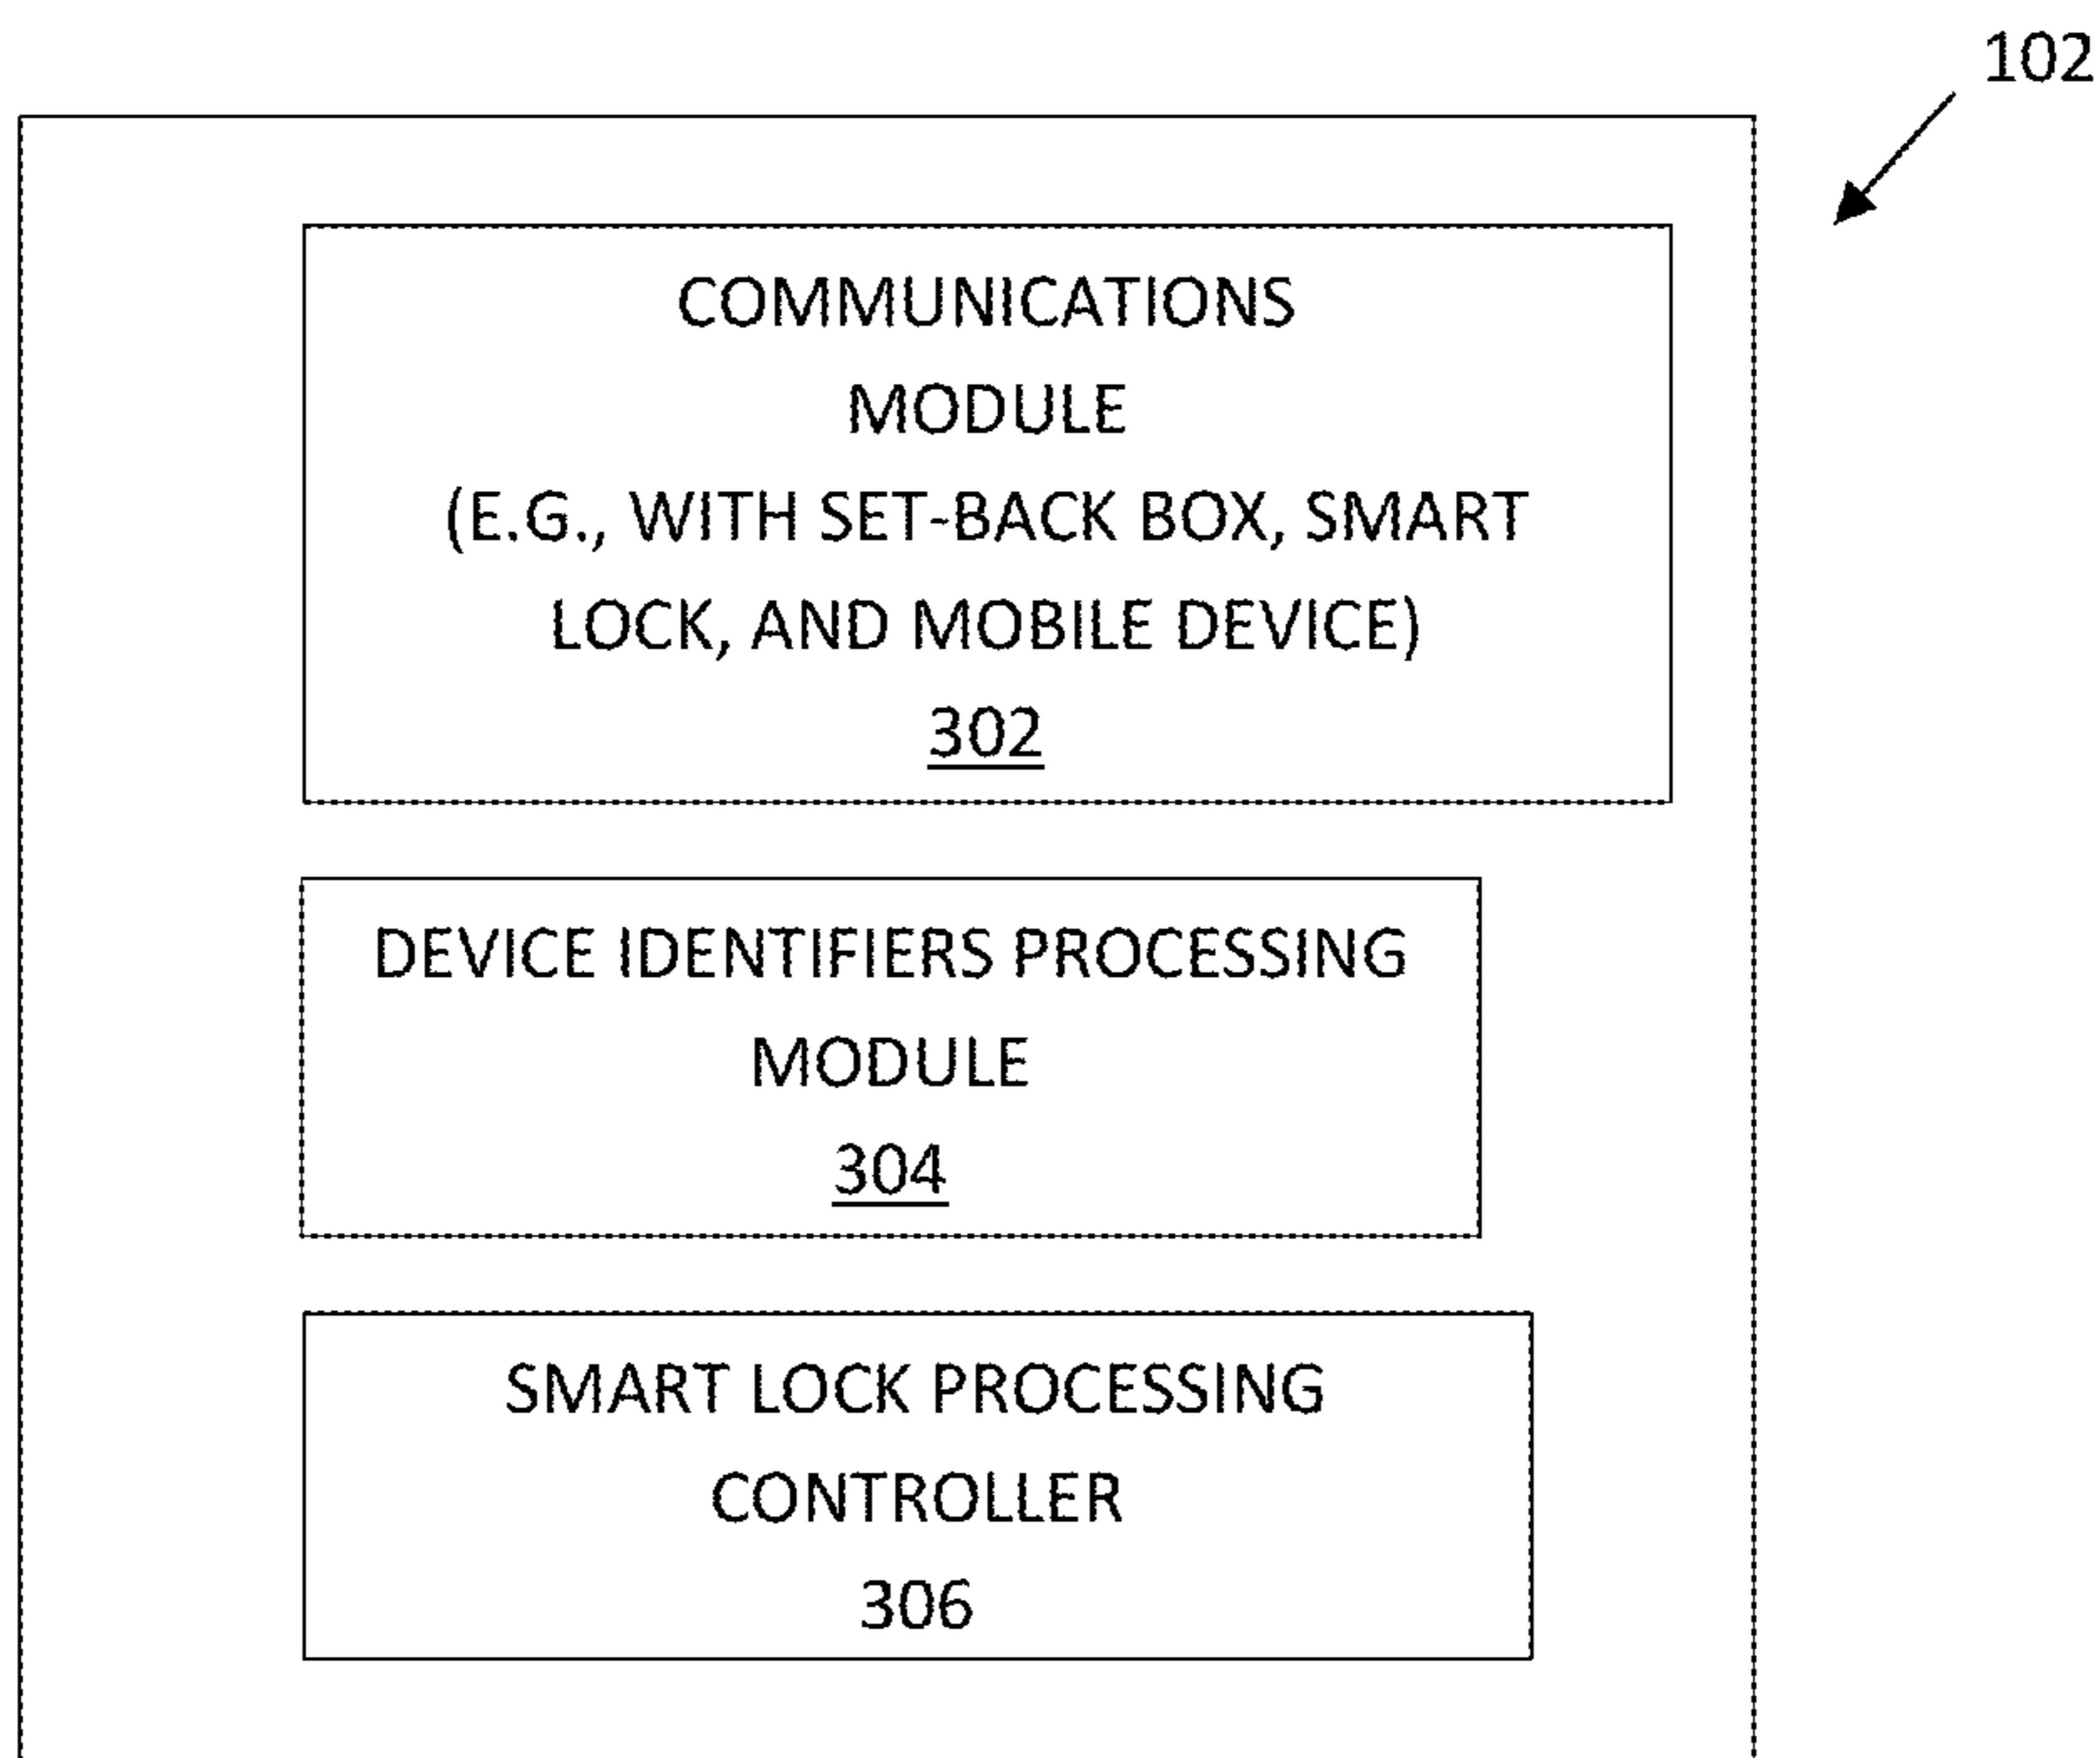 102
COMMUNICATIONS
MODULE
(E.G., WITH SET-BACK BOX, SMART
LOCK, AND MOBILE DEVICE)
302
DEVICE IDENTIFIERS PROCESSING
MODULE
304
SMART LOCK PROCESSING
CONTROLLER
306